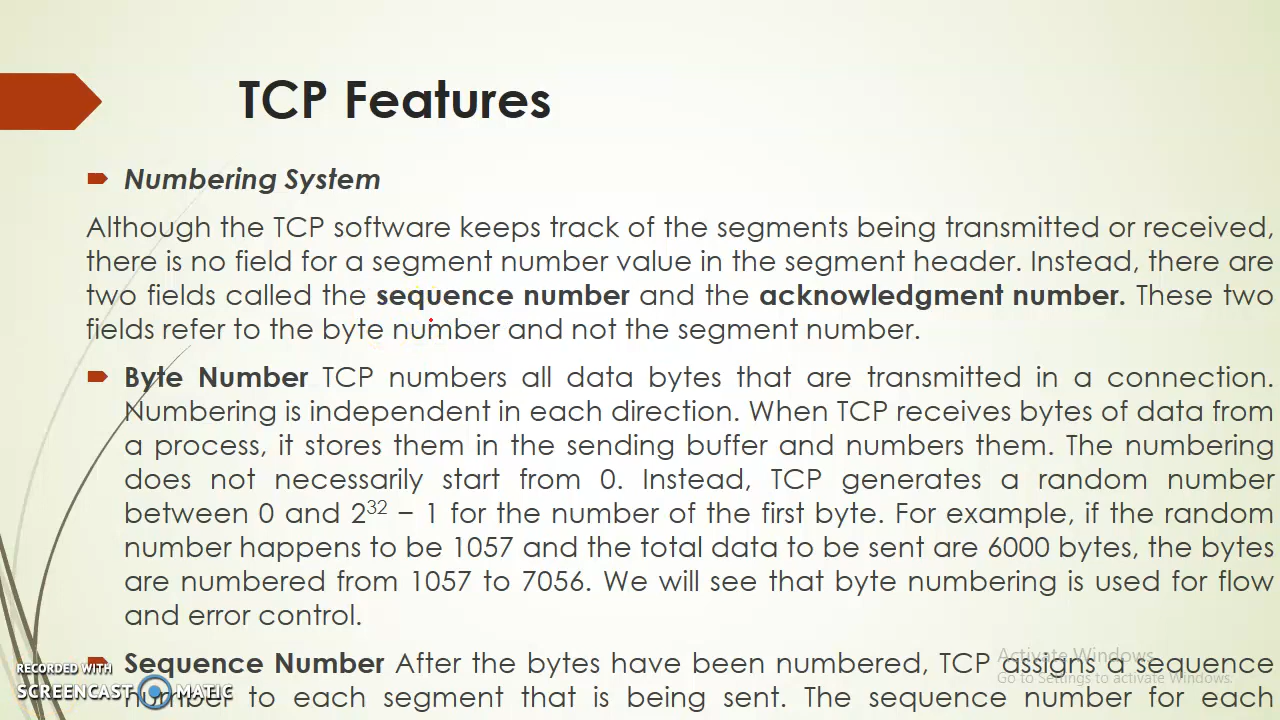 TCP Features
Numbering System
Although the TCP software keeps track of the segments being transmitted or received,
there is no field for a segment number value in the segment header. Instead, there are
two fields called the sequence number and the acknowledgment number. These two
fields refer to the byte number and not the segment number.
Byte Number TCP numbers all data bytes that are transmitted in a connection.
Numbering is independent in each direction. When TCP receives bytes of data from
a process, it stores them in the sending buffer and numbers them. The numbering
does not necessarily start from 0. Instead, TCP generates a random number
between 0 and 2³² – 1 for the number of the first byte. For example, if the random
number happens to be 1057 and the total data to be sent are 6000 bytes, the bytes
are numbered from 1057 to 7056. We will see that byte numbering is used for flow
and error control.
Sequence Number After the bytes have been numbered, TCP assigns a sequence
number to each segment that is being sent. The sequence number for each
Activate Windows
Go to Settings to activate Windows.
RECORDED WITH
SCREENCAST MATIC